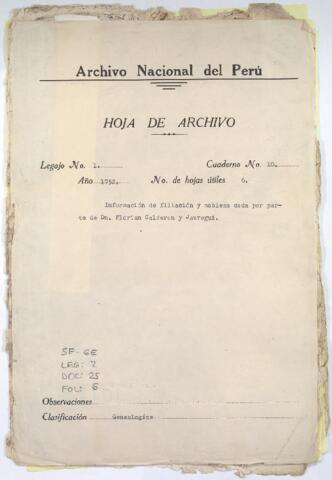 Archivo Nacional del Perú
HOJA DE ARCHIVO
Legajo No. 1. Cuaderno No. 10.
Año 1752. No. de hojas útiles 6.
Información de filiación y nobleza dada por par-
te de Dn. Florian Calzeran y Jauregui.
SF-GE
LEG: 2
DOC: 25
FOL: 6
Observaciones
Clasificación Genealogías